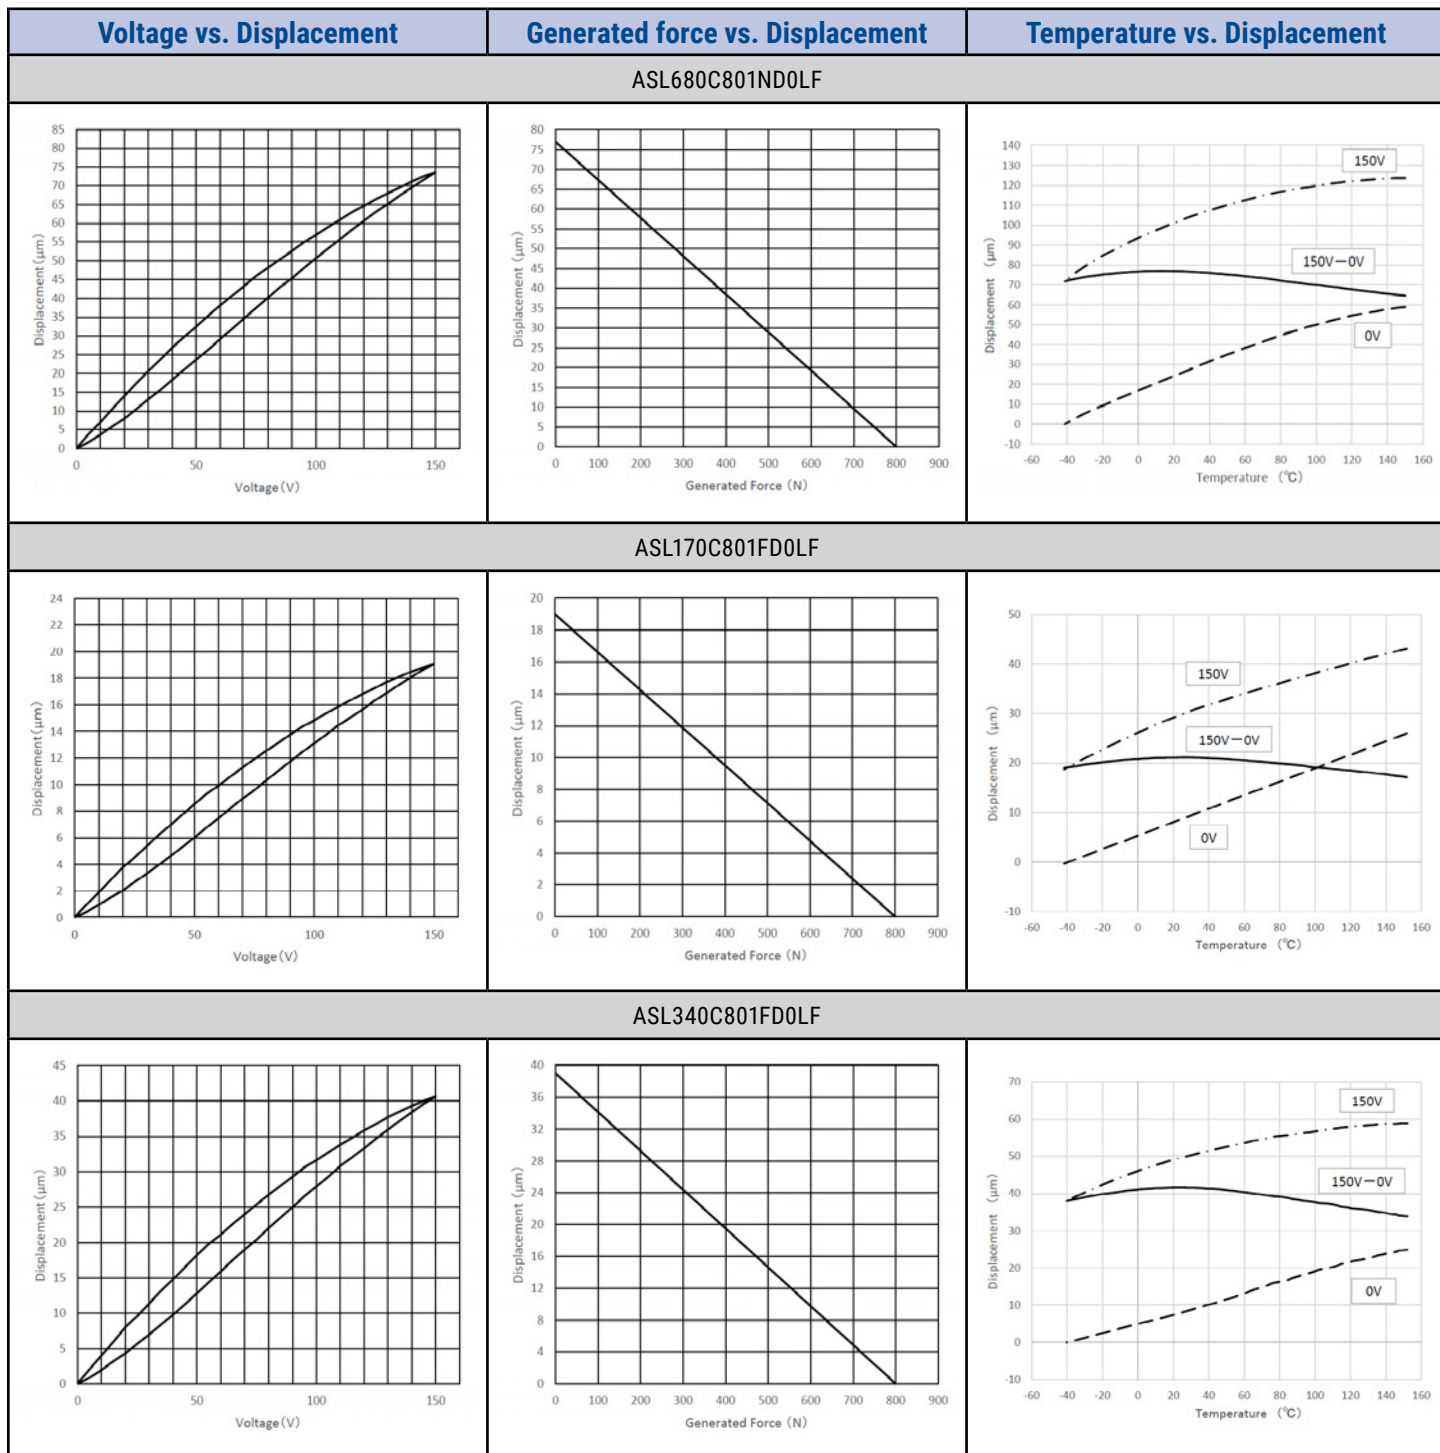 Voltage vs. Displacement
Generated force vs. Displacement
Temperature vs. Displacement
ASL680C801ND0LF
85
80
75
70
65
60
55
50
45
40
35
30
25
20
15
10
5
0
Displacement (μm)
0 50 100 150
Voltage (V)
80
75
70
65
60
55
50
45
40
35
30
25
20
15
10
5
0
Displacement (μm)
0 100 200 300 400 500 600 700 800 900
Generated Force (N)
140
130
120
110
100
90
80
70
60
50
40
30
20
10
0
-10
Displacement (μm)
150V
150V−0V
0V
-60 -40 -20 0 20 40 60 80 100 120 140 160
Temperature (℃)
ASL170C801FD0LF
24
22
20
18
16
14
12
10
8
6
4
2
0
Displacement (μm)
0 50 100 150
Voltage (V)
20
18
16
14
12
10
8
6
4
2
0
Displacement (μm)
0 100 200 300 400 500 600 700 800 900
Generated Force (N)
50
40
30
20
10
0
-10
Displacement (μm)
150V
150V−0V
0V
-60 -40 -20 0 20 40 60 80 100 120 140 160
Temperature (℃)
ASL340C801FD0LF
45
40
35
30
25
20
15
10
5
0
Displacement (μm)
0 50 100 150
Voltage (V)
40
36
32
28
24
20
16
12
8
4
0
Displacement (μm)
0 100 200 300 400 500 600 700 800 900
Generated Force (N)
70
60
50
40
30
20
10
0
-10
Displacement (μm)
150V
150V−0V
0V
-60 -40 -20 0 20 40 60 80 100 120 140 160
Temperature (℃)